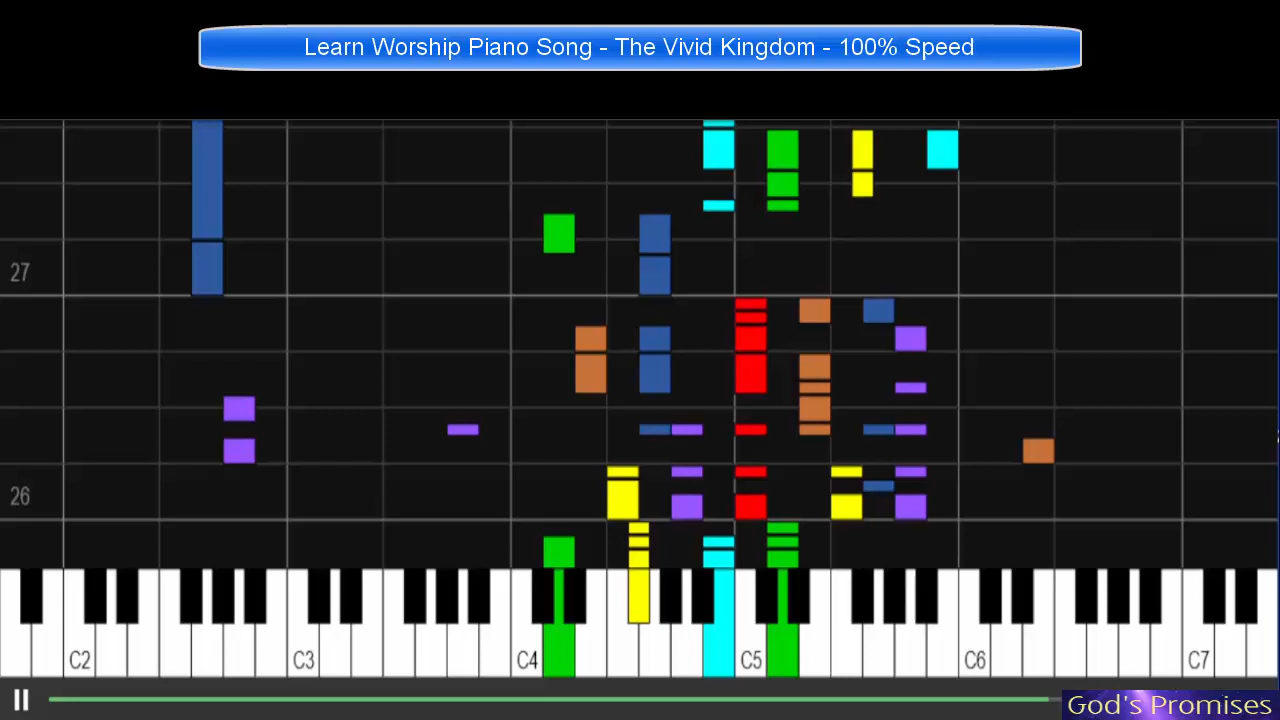 Learn Worship Piano Song - The Vivid Kingdom - 100% Speed
27
26
C2 C3 C4 C5 C6 C7
God's Promises